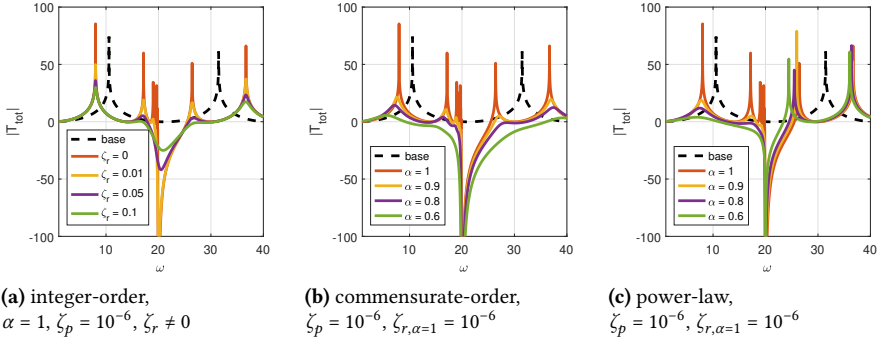 |T_tot|
100
50
0
-50
-100
base
ζ_r = 0
ζ_r = 0.01
ζ_r = 0.05
ζ_r = 0.1
10 20 30 40
ω
(a) integer-order,
α = 1, ζ_p = 10^−6, ζ_r ≠ 0
|T_tot|
100
50
0
-50
-100
base
α = 1
α = 0.9
α = 0.8
α = 0.6
10 20 30 40
ω
(b) commensurate-order,
ζ_p = 10^−6, ζ_r,α=1 = 10^−6
|T_tot|
100
50
0
-50
-100
base
α = 1
α = 0.9
α = 0.8
α = 0.6
10 20 30 40
ω
(c) power-law,
ζ_p = 10^−6, ζ_r,α=1 = 10^−6